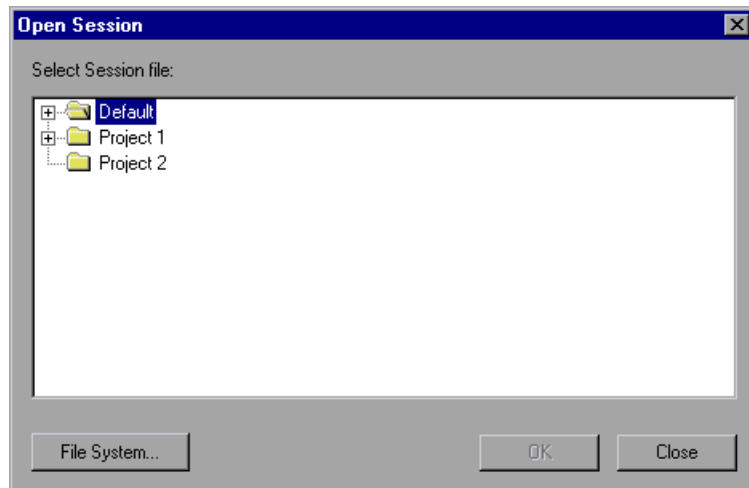 Open Session
Select Session file:
Default
Project 1
Project 2
File System...
OK
Close